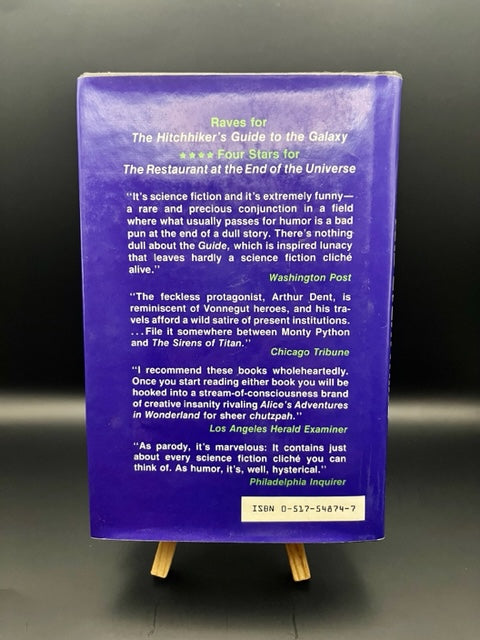 Raves for
The Hitchhiker's Guide to the Galaxy
★★★★ Four Stars for
The Restaurant at the End of the Universe
"It's science fiction and it's extremely funny—
a rare and precious conjunction in a field
where what usually passes for humor is a bad
pun at the end of a dull story. There's nothing
dull about the Guide, which is inspired lunacy
that leaves hardly a science fiction cliché
alive."
Washington Post
"The feckless protagonist, Arthur Dent, is
reminiscent of Vonnegut heroes, and his tra-
vels afford a wild satire of present institutions.
. . . File it somewhere between Monty Python
and The Sirens of Titan."
Chicago Tribune
"I recommend these books wholeheartedly.
Once you start reading either book you will be
hooked into a stream-of-consciousness brand
of creative insanity rivaling Alice's Adventures
in Wonderland for sheer chutzpah."
Los Angeles Herald Examiner
"As parody, it's marvelous: It contains just
about every science fiction cliché you can
think of. As humor, it's, well, hysterical."
Philadelphia Inquirer
ISBN 0-517-54874-7